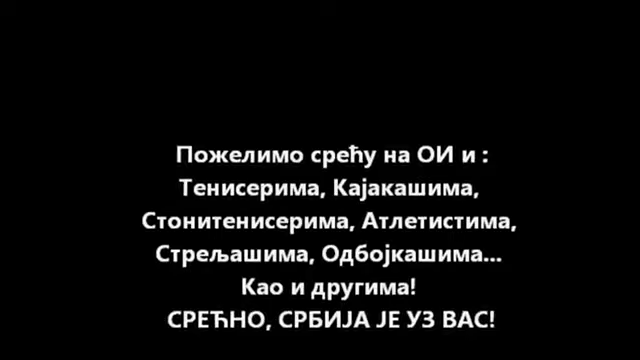 Пожелимо срећу на ОИ и :
Тенисерима, Кајакашима,
Стонитенисерима, Атлетистима,
Стрељашима, Одбојкашима...
Као и другима!
СРЕЋНО, СРБИЈА ЈЕ УЗ ВАС!